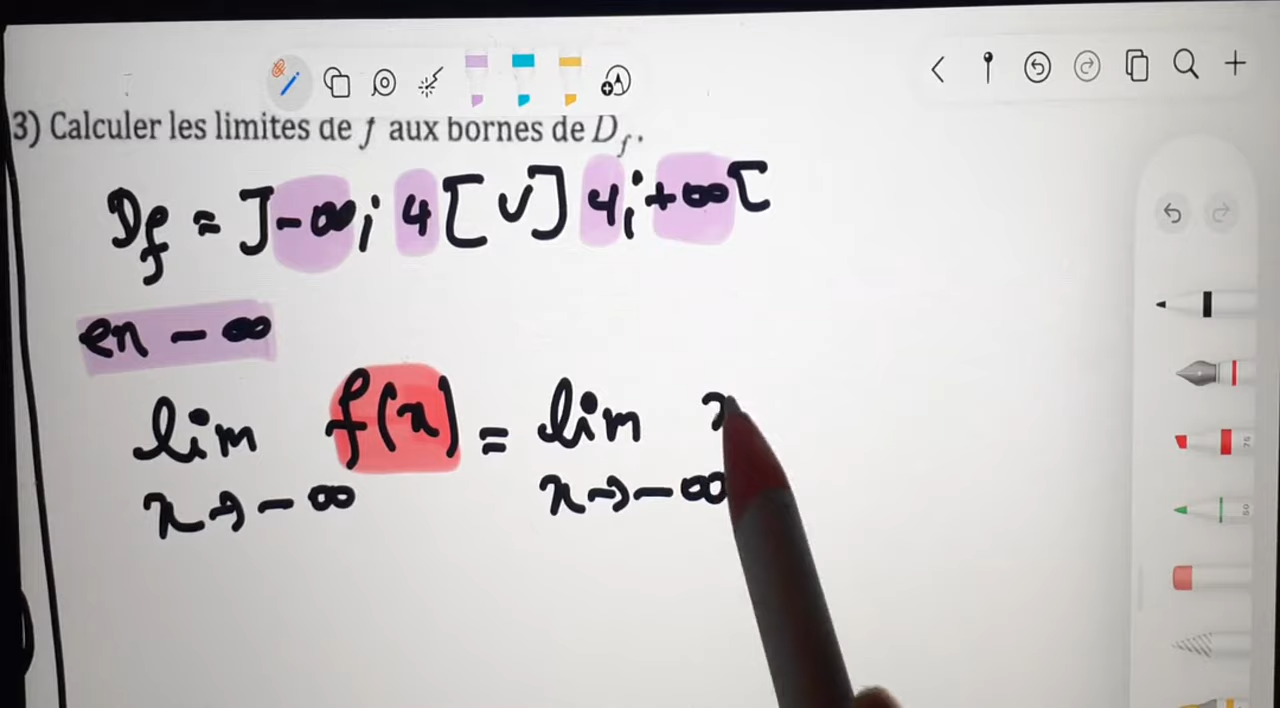 3) Calculer les limites de f aux bornes de D_f.
D_f = ]-∞; 4[ ∪ ]4; +∞[
en -∞
lim f(x) = lim x
x→-∞ x→-∞